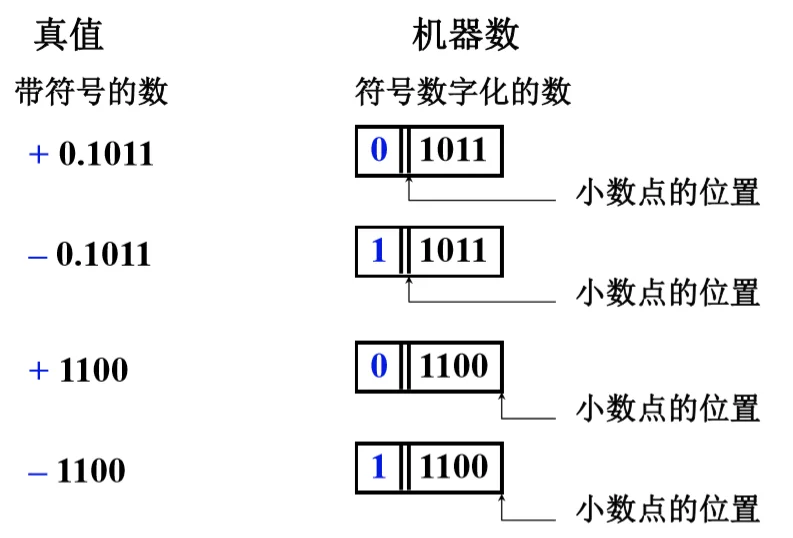 真值 机器数
带符号的数 符号数字化的数
+ 0.1011 0 1011
小数点的位置
– 0.1011 1 1011
小数点的位置
+ 1100 0 1100
小数点的位置
– 1100 1 1100
小数点的位置